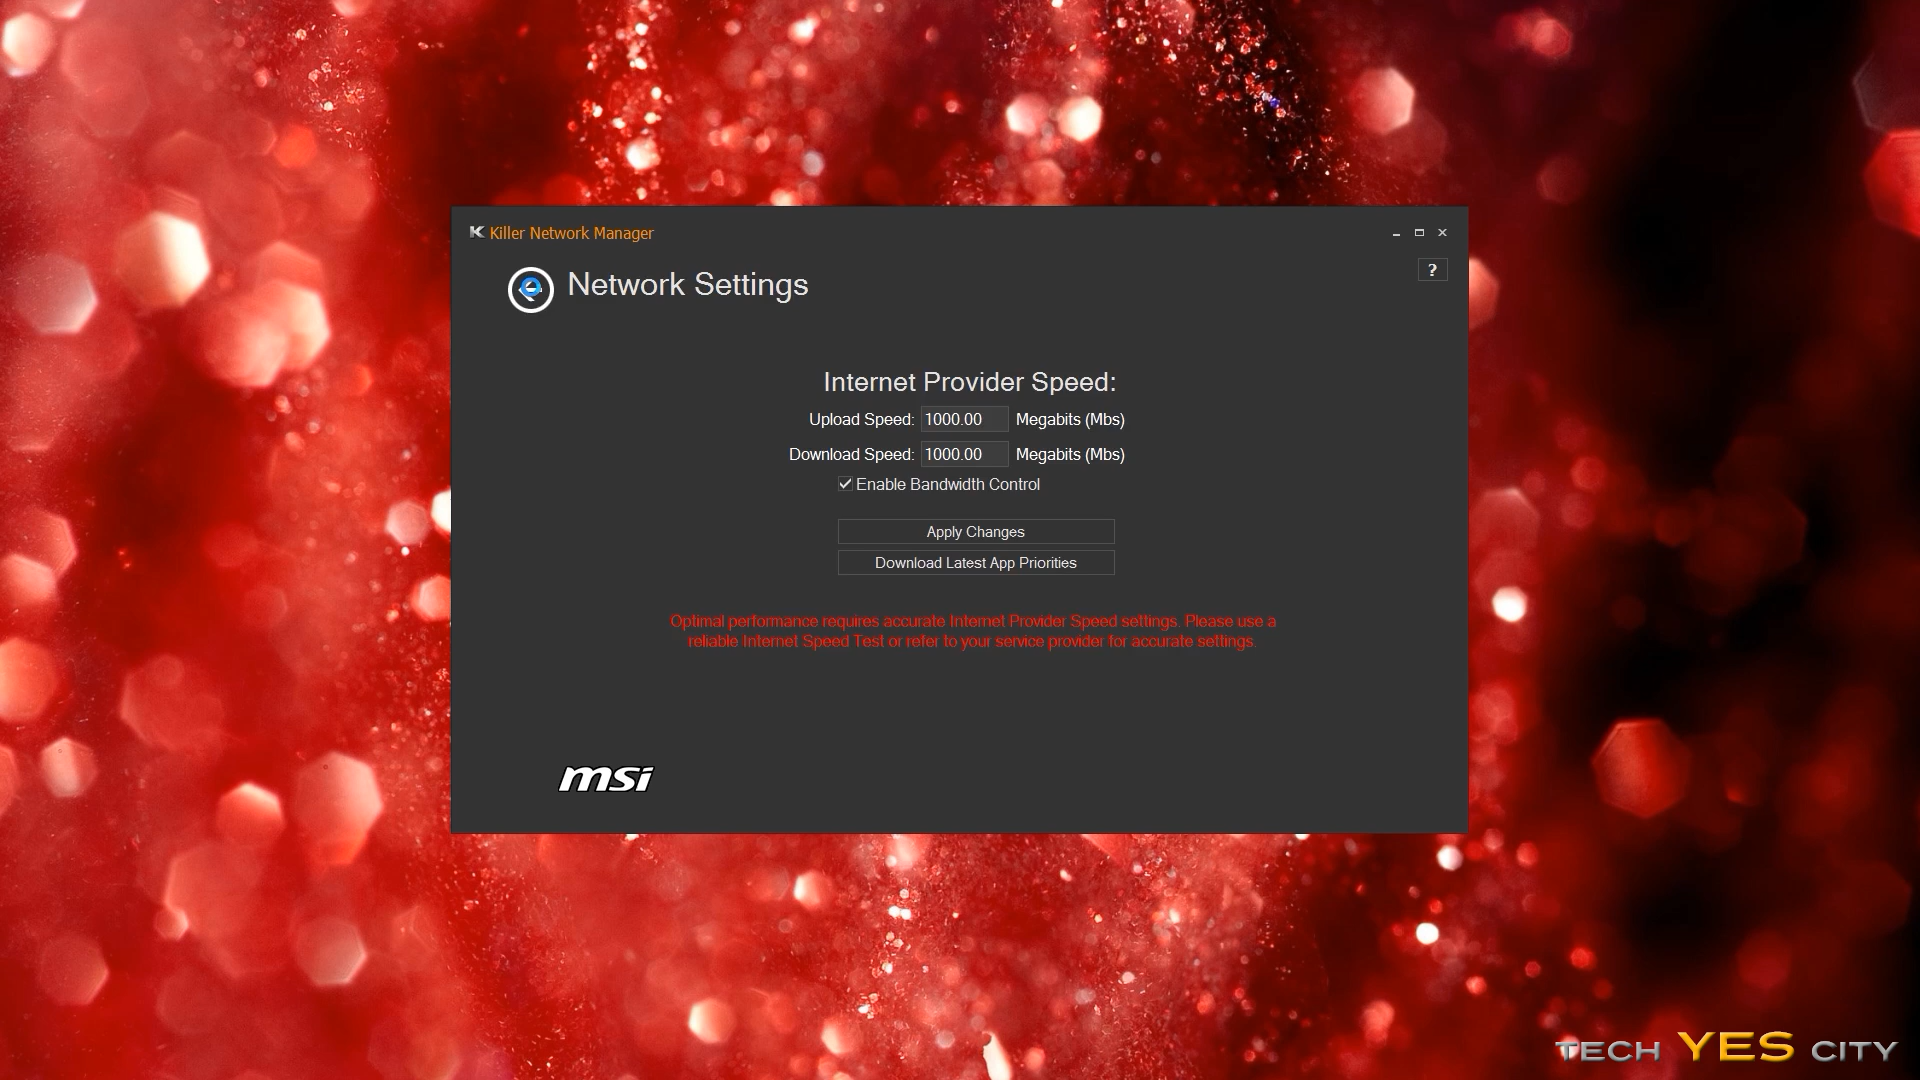 Killer Network Manager
?
Network Settings
Internet Provider Speed:
Upload Speed: 1000.00 Megabits (Mbs)
Download Speed: 1000.00 Megabits (Mbs)
Enable Bandwidth Control
Apply Changes
Download Latest App Priorities
Optimal performance requires accurate Internet Provider Speed settings. Please use a
reliable Internet Speed Test or refer to your service provider for accurate settings.
msi
TECH YES CITY